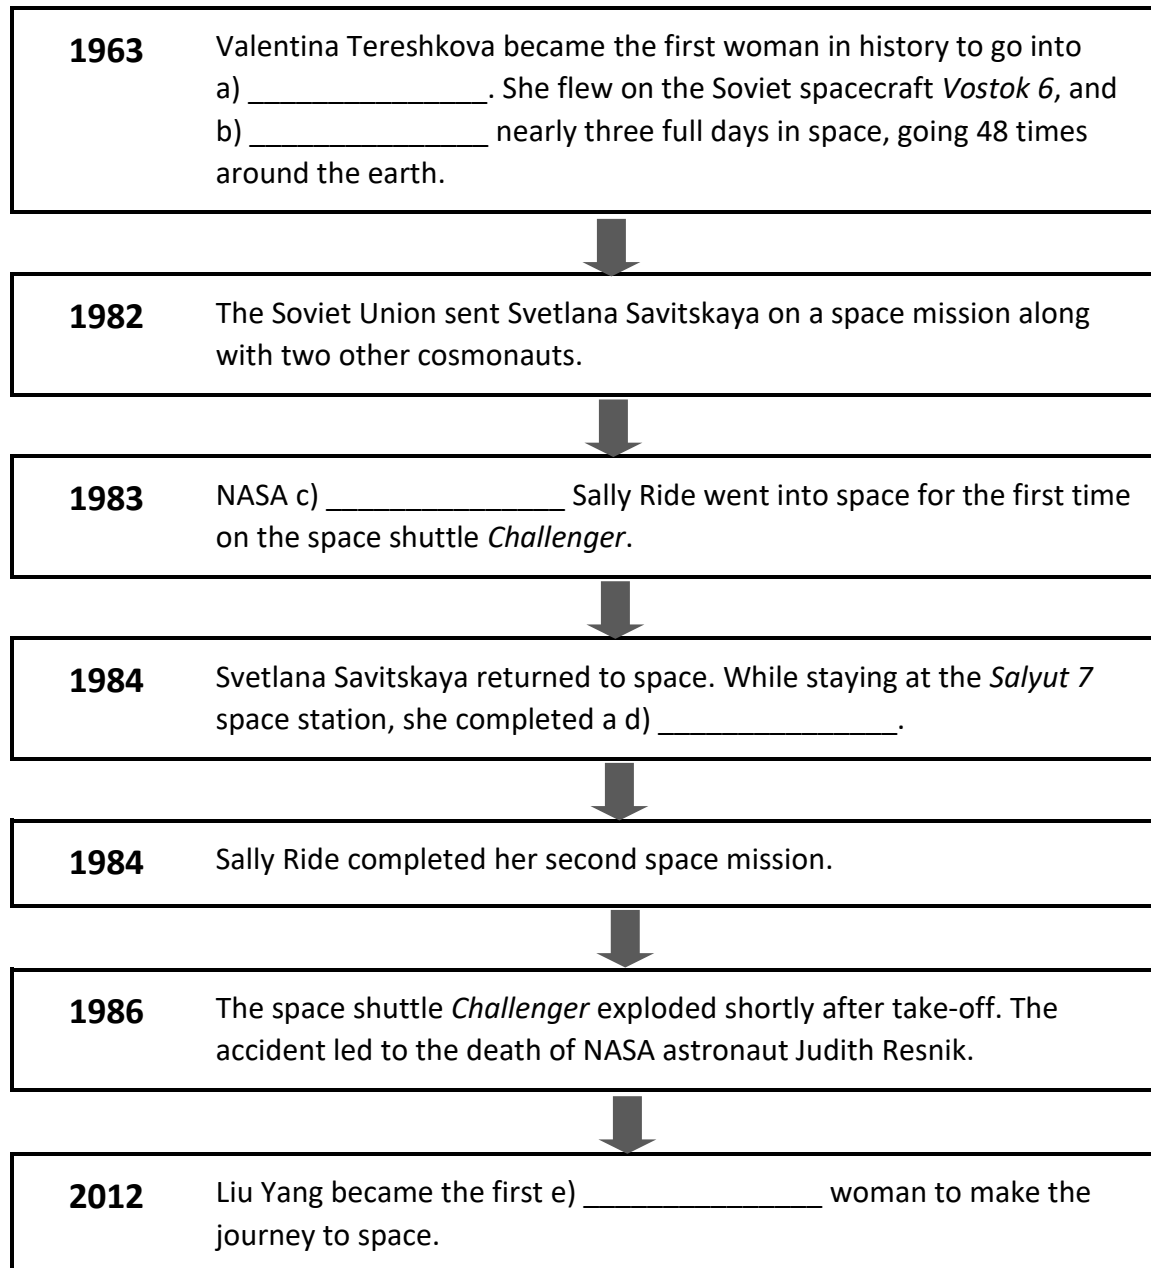 1963 Valentina Tereshkova became the first woman in history to go into
a) _______________. She flew on the Soviet spacecraft Vostok 6, and
b) _______________ nearly three full days in space, going 48 times
around the earth.
1982 The Soviet Union sent Svetlana Savitskaya on a space mission along
with two other cosmonauts.
1983 NASA c) _______________ Sally Ride went into space for the first time
on the space shuttle Challenger.
1984 Svetlana Savitskaya returned to space. While staying at the Salyut 7
space station, she completed a d) _______________.
1984 Sally Ride completed her second space mission.
1986 The space shuttle Challenger exploded shortly after take-off. The
accident led to the death of NASA astronaut Judith Resnik.
2012 Liu Yang became the first e) _______________ woman to make the
journey to space.